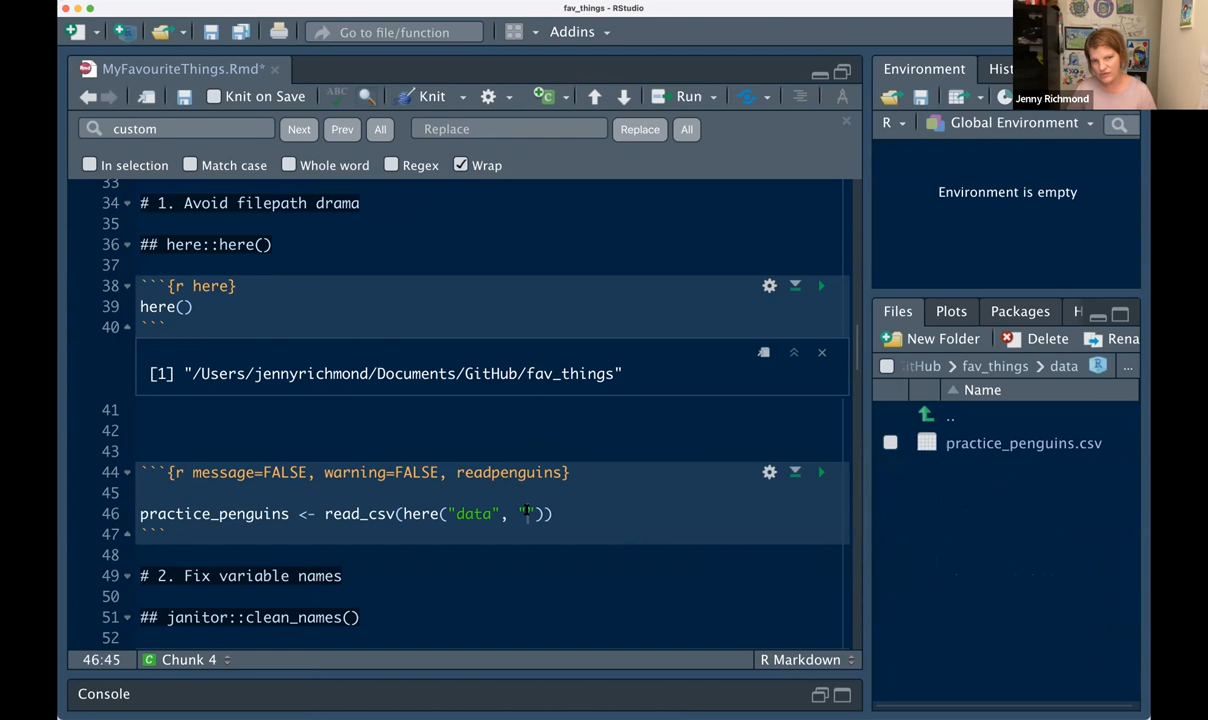 fav_things - RStudio
Go to file/function
Addins
MyFavouriteThings.Rmd*
ABC
Knit on Save
Knit
Run
custom
Next
Prev
All
Replace
Replace
All
In selection
Match case
Whole word
Regex
Wrap
33
34 # 1. Avoid filepath drama
35
36 ## here::here()
37
38 ```{r here}
39 here()
40 ```
[1] "/Users/jennyrichmond/Documents/GitHub/fav_things"
41
42
43
44 ```{r message=FALSE, warning=FALSE, readpenguins}
45
46 practice_penguins <- read_csv(here("data", ""))
47 ```
48
49 # 2. Fix variable names
50
51 ## janitor::clean_names()
52
46:45
C Chunk 4
R Markdown
Console
Jenny Richmond
Environment
His
R
Global Environment
Environment is empty
Files
Plots
Packages
H
New Folder
Delete
Rena
itHub
fav_things
data
R
...
Name
..
practice_penguins.csv